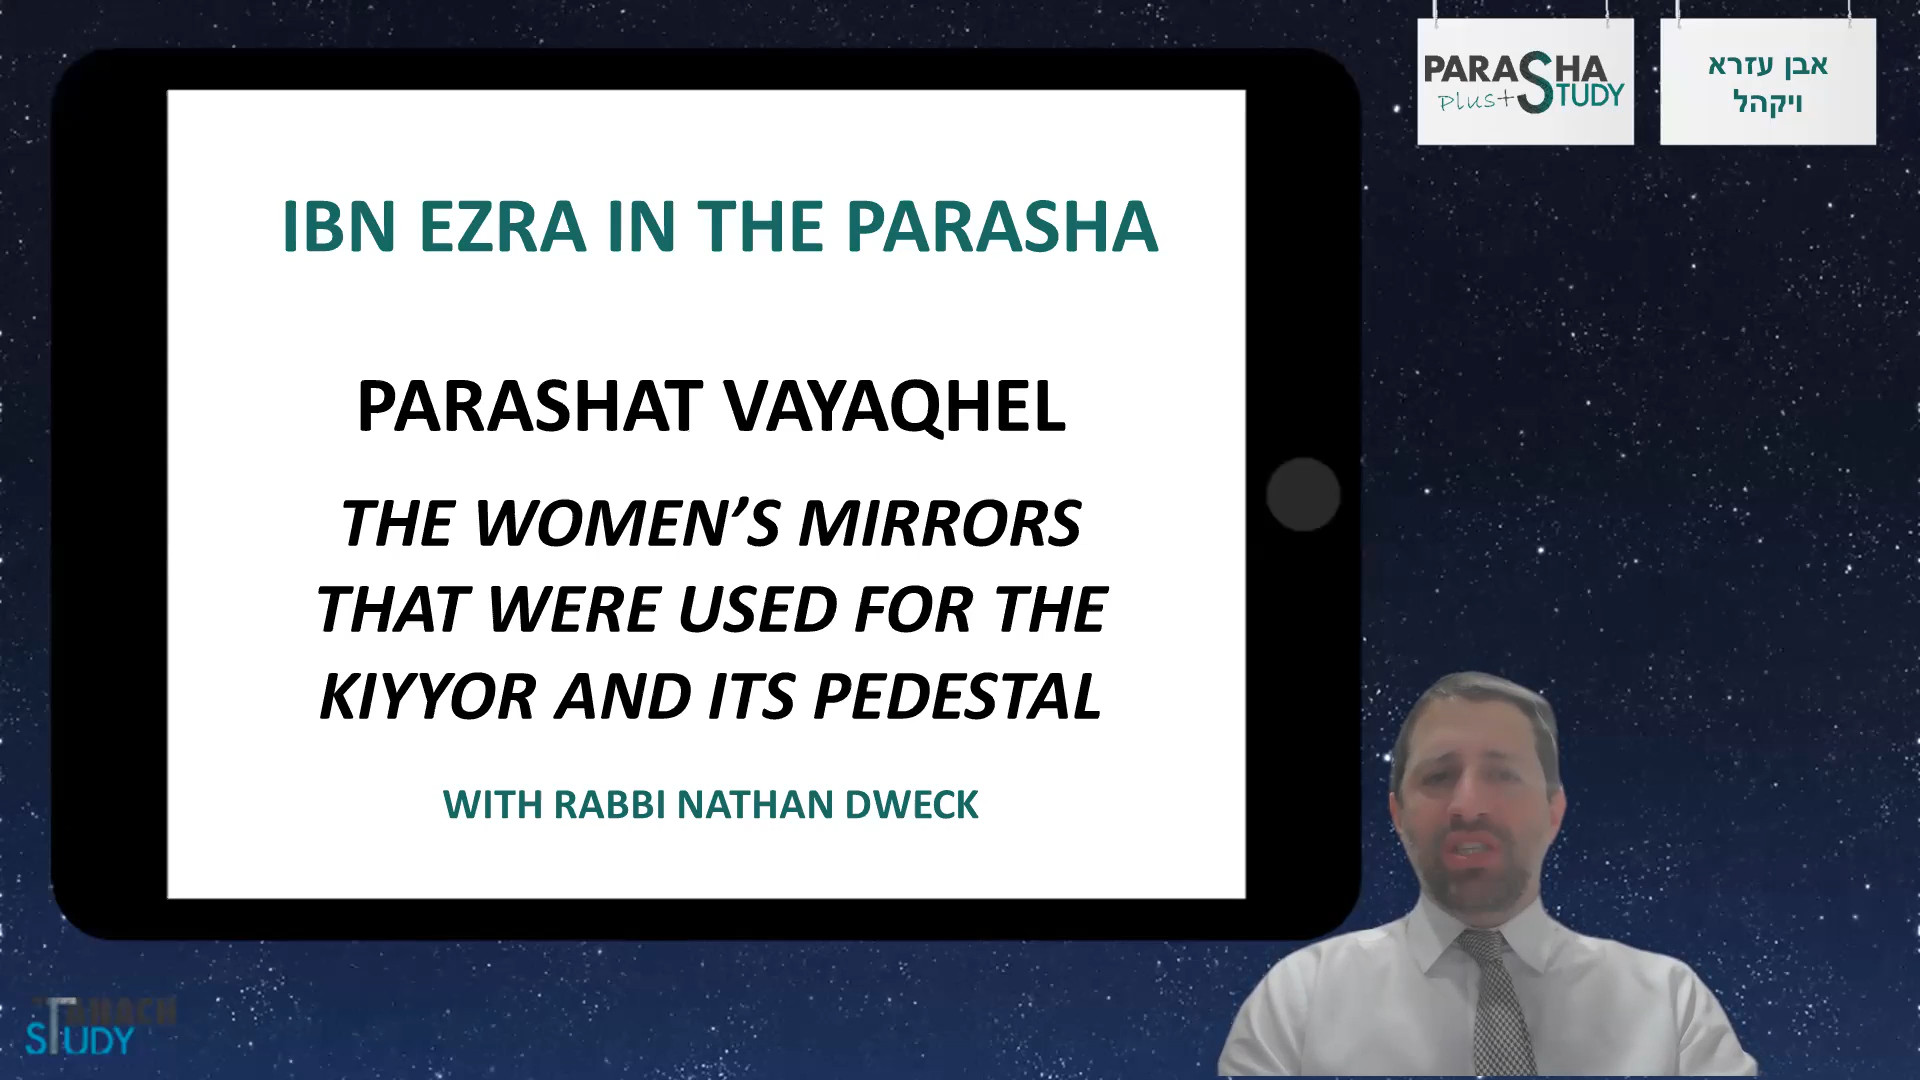 IBN EZRA IN THE PARASHA
PARASHAT VAYAQHEL
THE WOMEN’S MIRRORS
THAT WERE USED FOR THE
KIYYOR AND ITS PEDESTAL
WITH RABBI NATHAN DWECK
PARASHA
plus+ STUDY
אבן עזרא
ויקהל
TANACH
STUDY